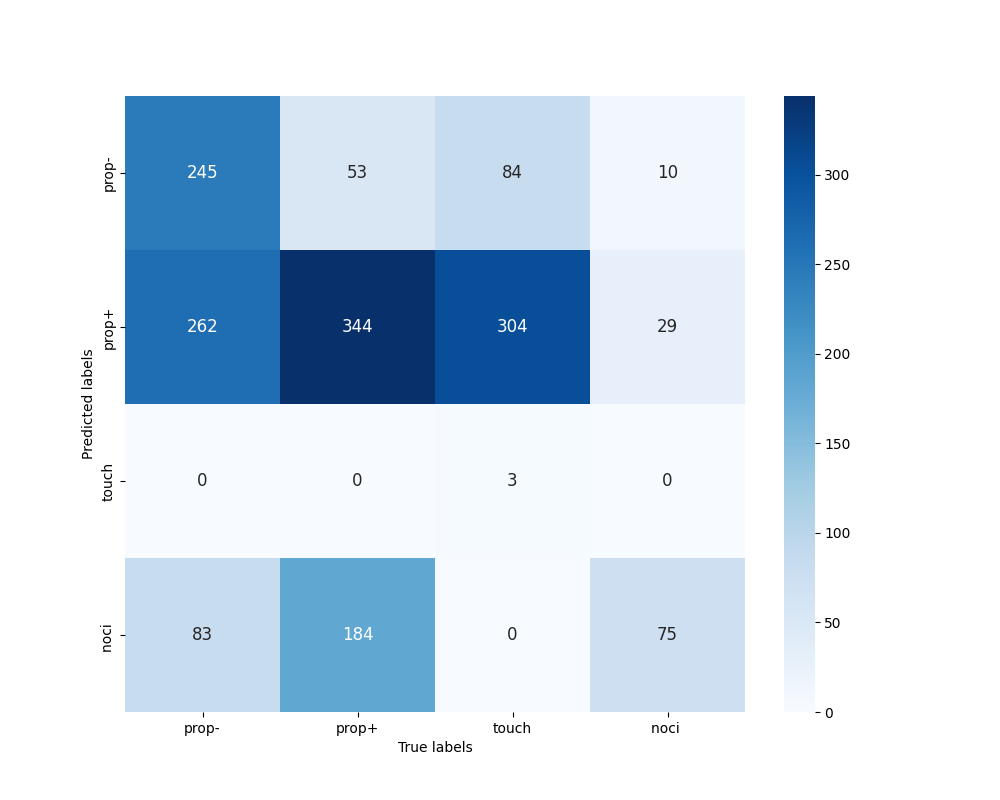 prop-
245 53 84 10
prop+
262 344 304 29
touch
0 0 3 0
noci
83 184 0 75
Predicted labels
prop- prop+ touch noci
True labels
300
250
200
150
100
50
0